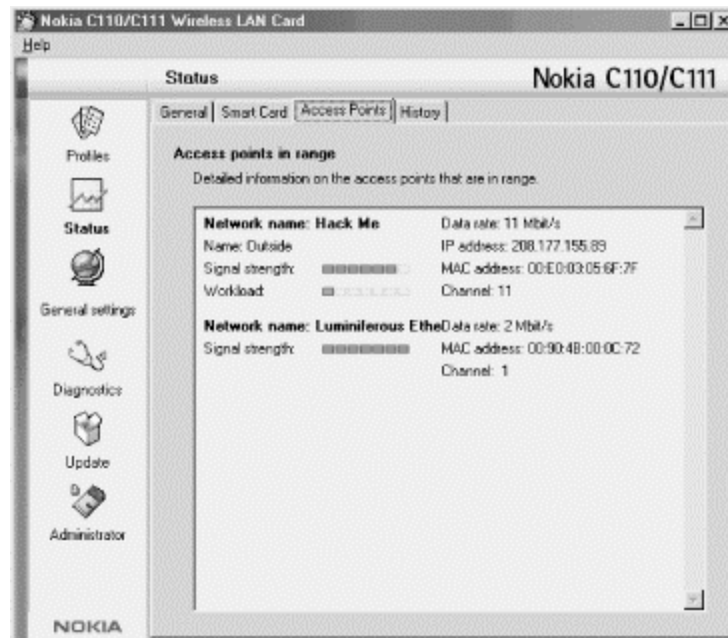 Nokia C110/C111 Wireless LAN Card
Help
Status
Nokia C110/C111
General
Smart Card
Access Points
History
Profiles
Status
General settings
Diagnostics
Update
Administrator
NOKIA
Access points in range
Detailed information on the access points that are in range.
Network name: Hack Me Data rate: 11 Mbit/s
Name: Outside IP address: 208.177.155.89
Signal strength: MAC address: 00:E0:03:05:6F:7F
Workload: Channel: 11
Network name: Luminiferous Ethe Data rate: 2 Mbit/s
Signal strength: MAC address: 00:90:4B:00:0C:72
Channel: 1